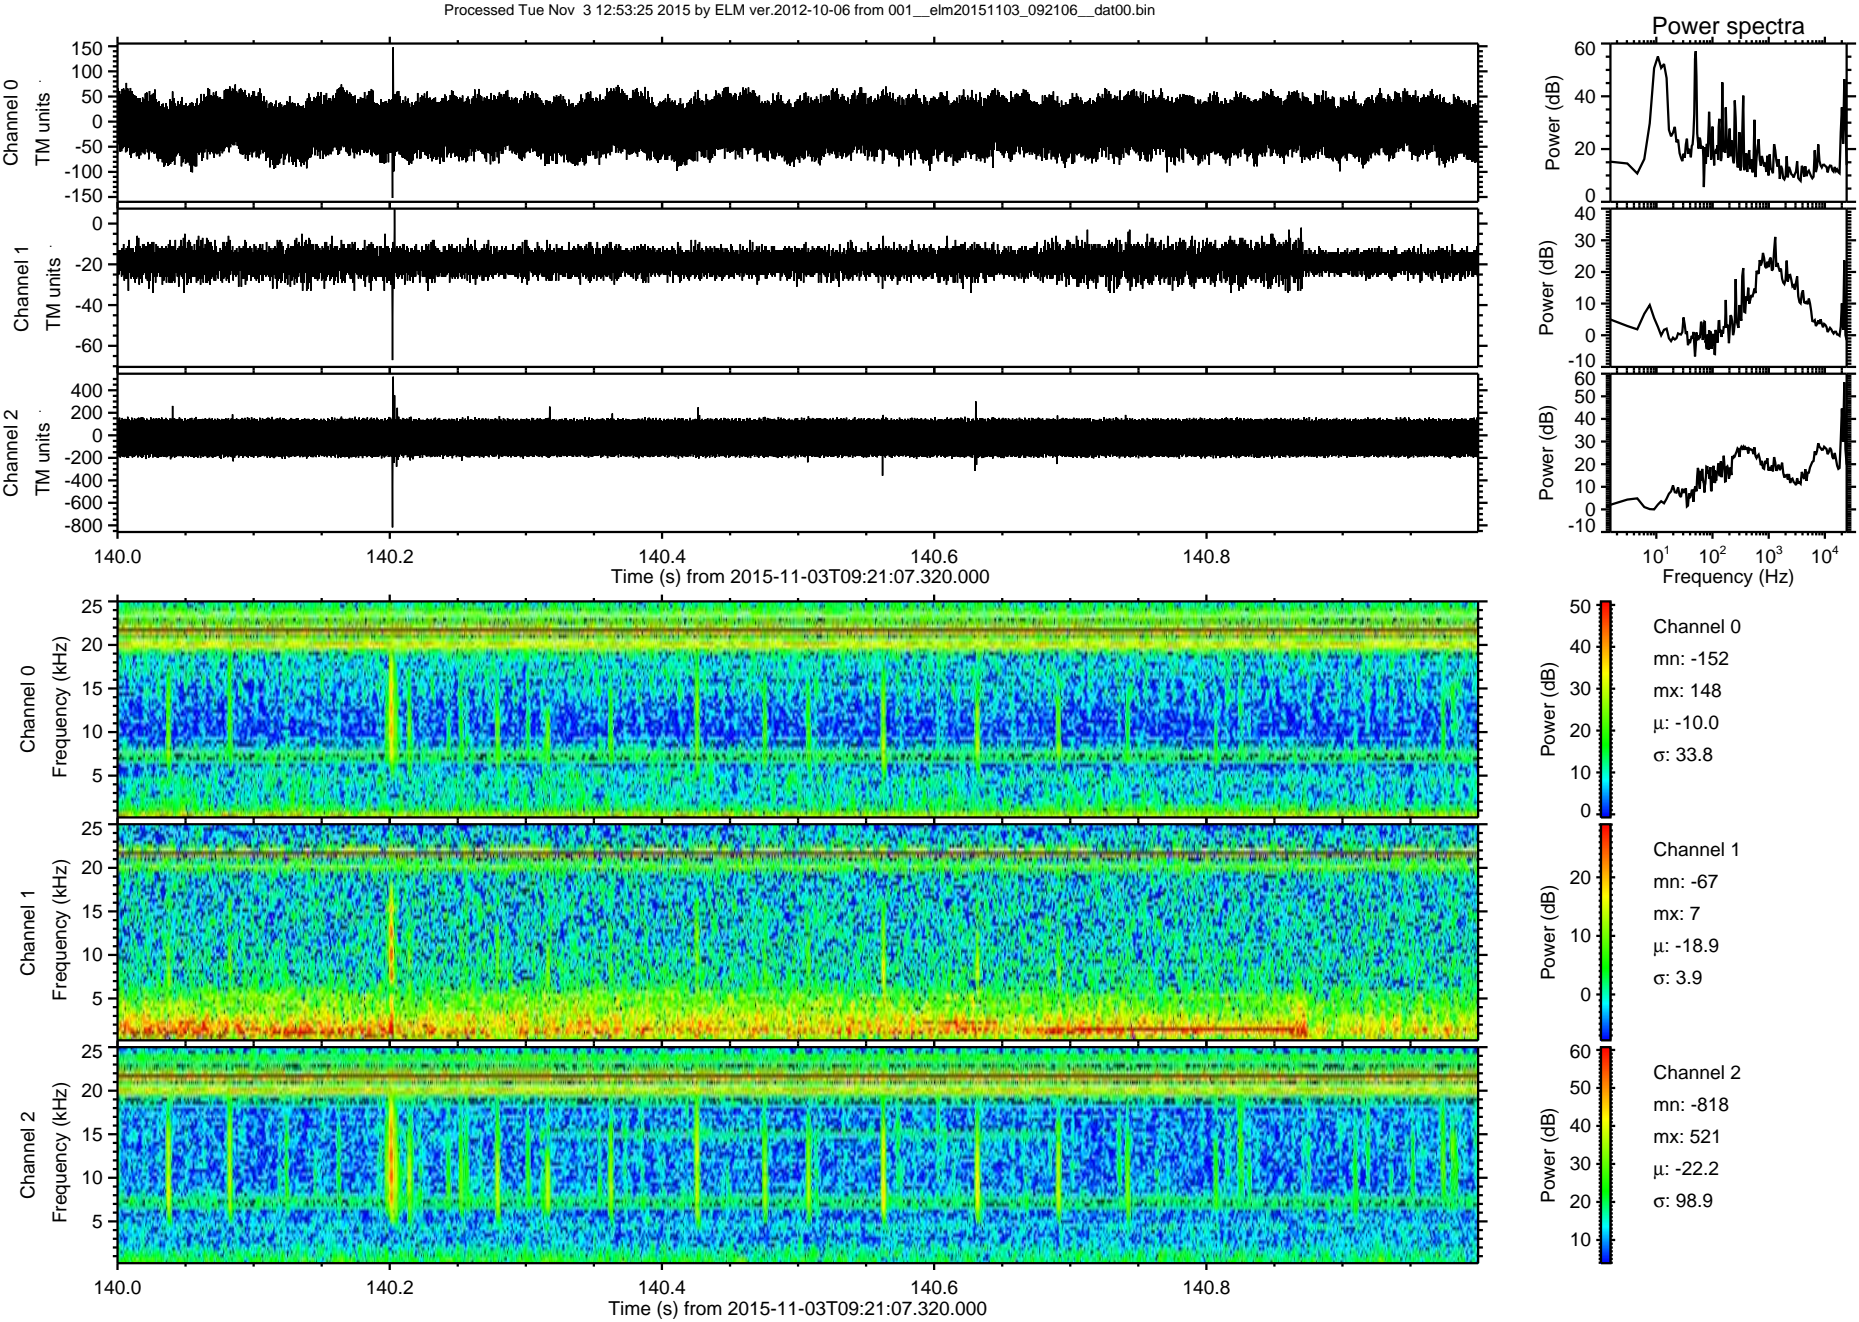 Processed Tue Nov  3 12:53:25 2015 by ELM ver.2012-10-06 from 001__elm20151103_092106__dat00.bin
Power spectra
Channel 0
TM units
150
100
50
0
-50
-100
-150
Power (dB)
60
40
20
0
Channel 1
TM units
0
-20
-40
-60
Power (dB)
40
30
20
10
0
-10
Channel 2
TM units
400
200
0
-200
-400
-600
-800
Power (dB)
60
50
40
30
20
10
0
-10
140.0 140.2 140.4 140.6 140.8
Time (s) from 2015-11-03T09:21:07.320.000
10^1 10^2 10^3 10^4
Frequency (Hz)
Channel 0
Frequency (kHz)
25
20
15
10
5
Power (dB)
50
40
30
20
10
0
Channel 0
mn: -152
mx: 148
μ: -10.0
σ: 33.8
Channel 1
Frequency (kHz)
25
20
15
10
5
Power (dB)
20
10
0
Channel 1
mn: -67
mx: 7
μ: -18.9
σ: 3.9
Channel 2
Frequency (kHz)
25
20
15
10
5
Power (dB)
60
50
40
30
20
10
Channel 2
mn: -818
mx: 521
μ: -22.2
σ: 98.9
140.0 140.2 140.4 140.6 140.8
Time (s) from 2015-11-03T09:21:07.320.000